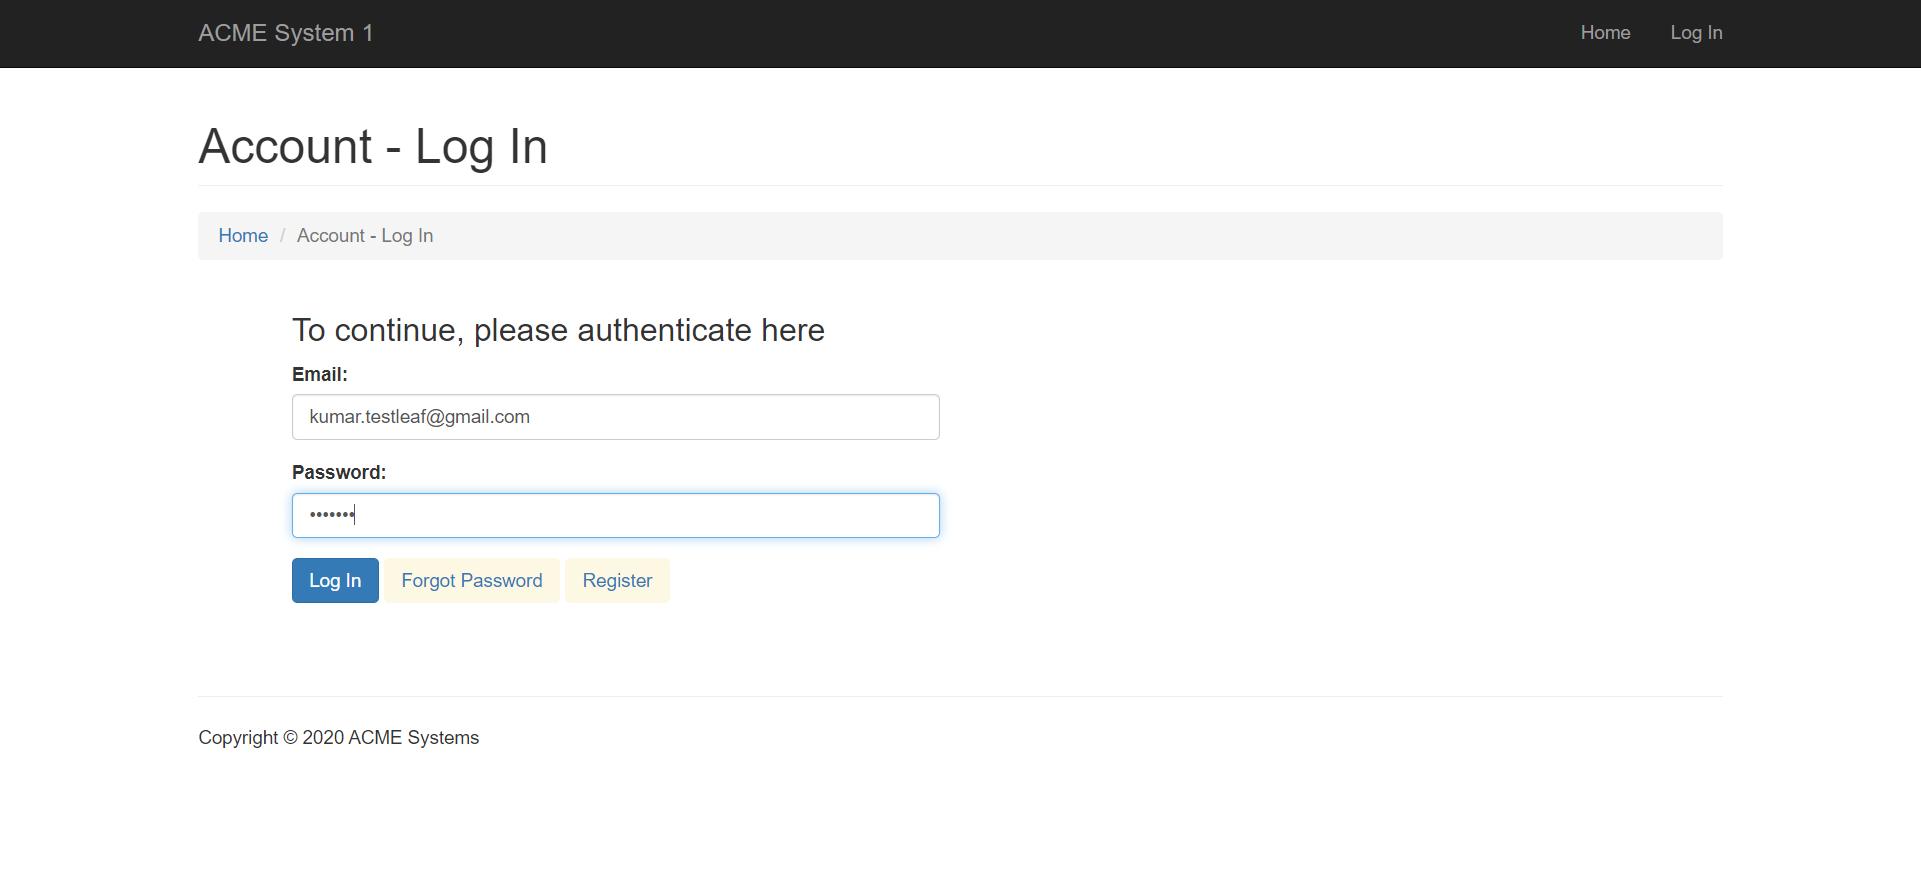 ACME System 1 Home Log In
Account - Log In
Home / Account - Log In
To continue, please authenticate here
Email:
kumar.testleaf@gmail.com
Password:
•••••••
Log In Forgot Password Register
Copyright © 2020 ACME Systems